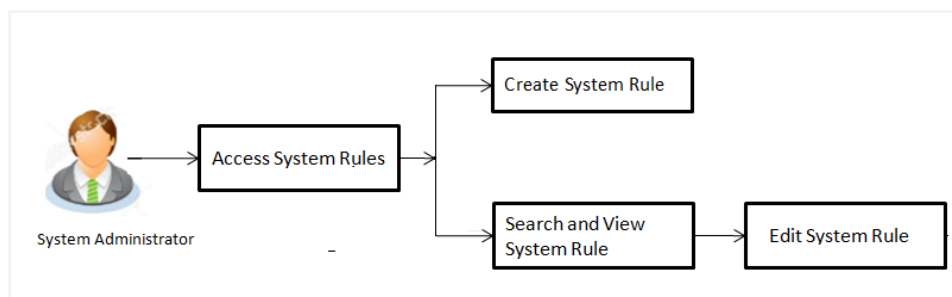 Create System Rule
Access System Rules
System Administrator
Search and View
System Rule
Edit System Rule